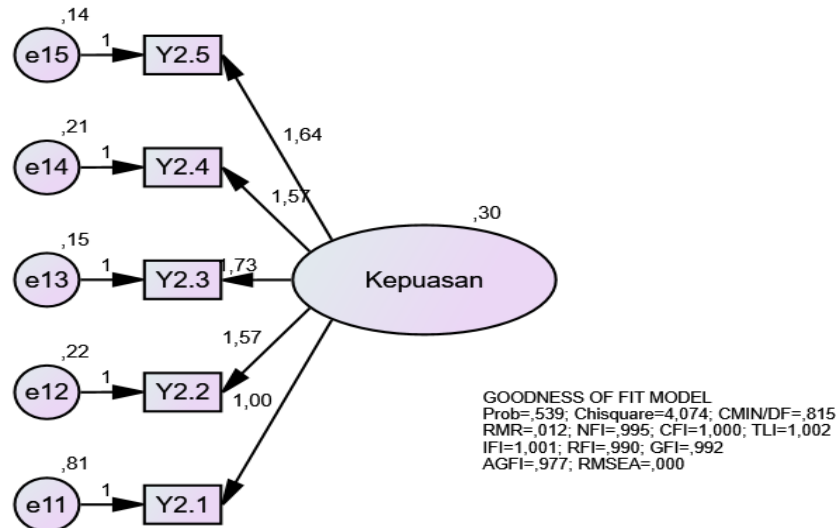 ,14
e15 1 Y2.5
1,64
,21
e14 1 Y2.4
1,57
,30
,15
e13 1 Y2.3 1,73
Kepuasan
,22
1,57
e12 1 Y2.2
1,00
,81
e11 1 Y2.1
GOODNESS OF FIT MODEL
Prob=,539; Chisquare=4,074; CMIN/DF=,815
RMR=,012; NFI=,995; CFI=1,000; TLI=1,002
IFI=1,001; RFI=,990; GFI=,992
AGFI=,977; RMSEA=,000